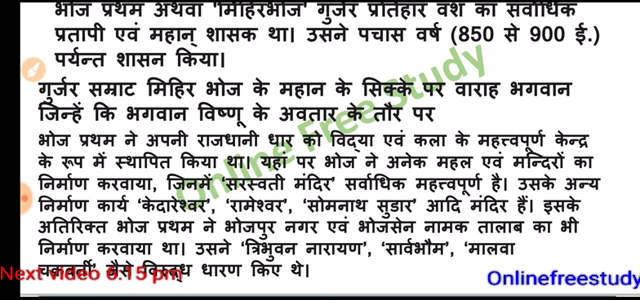 भोज प्रथम अथवा 'मिहिरभोज' गुर्जर प्रतिहार वंश का सर्वाधिक
प्रतापी एवं महान् शासक था। उसने पचास वर्ष (850 से 900 ई.)
पर्यन्त शासन किया।
गुर्जर सम्राट मिहिर भोज के महान के सिक्के पर वाराह भगवान
जिन्हें कि भगवान विष्णू के अवतार के तौर पर
भोज प्रथम ने अपनी राजधानी धार को विद्या एवं कला के महत्त्वपूर्ण केन्द्र
के रूप में स्थापित किया था। यहां पर भोज ने अनेक महल एवं मन्दिरों का
निर्माण करवाया, जिनमें 'सरस्वती मंदिर' सर्वाधिक महत्त्वपूर्ण है। उसके अन्य
निर्माण कार्य 'केदारेश्वर', 'रामेश्वर', 'सोमनाथ सुडार' आदि मंदिर हैं। इसके
अतिरिक्त भोज प्रथम ने भोजपुर नगर एवं भोजसेन नामक तालाब का भी
निर्माण करवाया था। उसने 'त्रिभुवन नारायण', 'सार्वभौम', 'मालवा
जैसे विरुद्ध धारण किए थे।
Next video 6.15 pm
Onlinefreestudy
Online Free Study